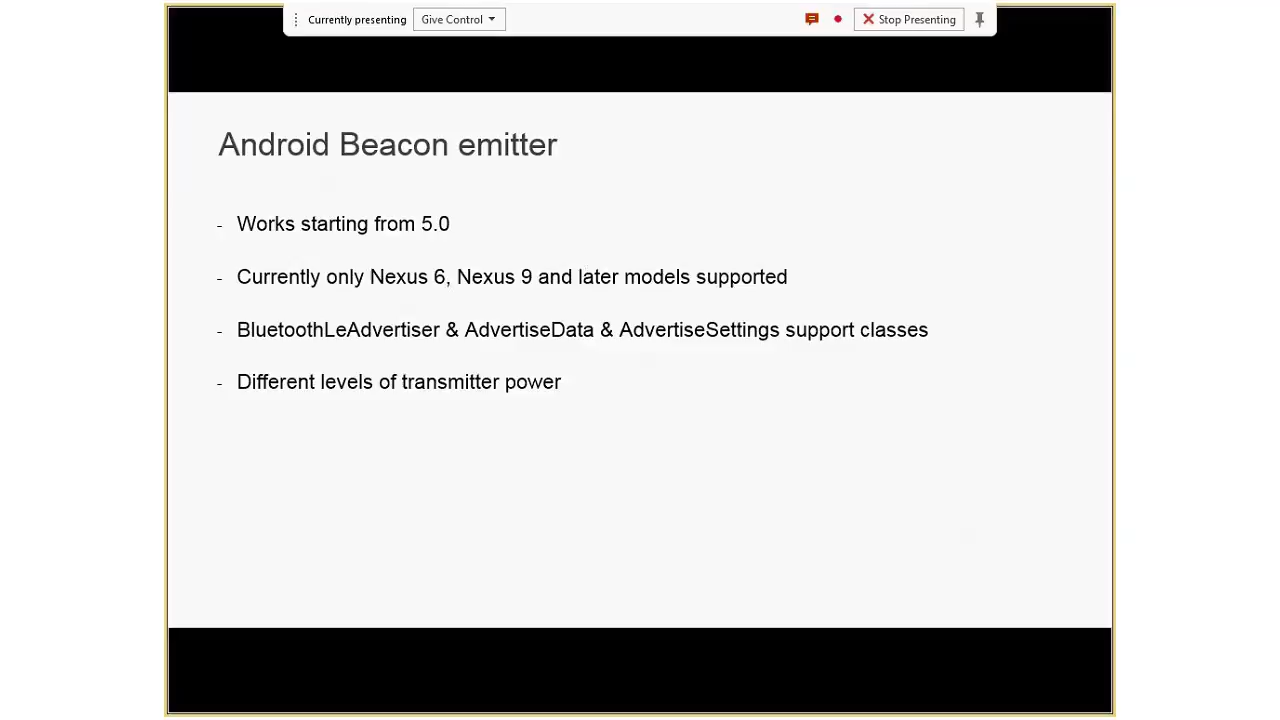 Currently presenting Give Control Stop Presenting
Android Beacon emitter
- Works starting from 5.0
- Currently only Nexus 6, Nexus 9 and later models supported
- BluetoothLeAdvertiser & AdvertiseData & AdvertiseSettings support classes
- Different levels of transmitter power